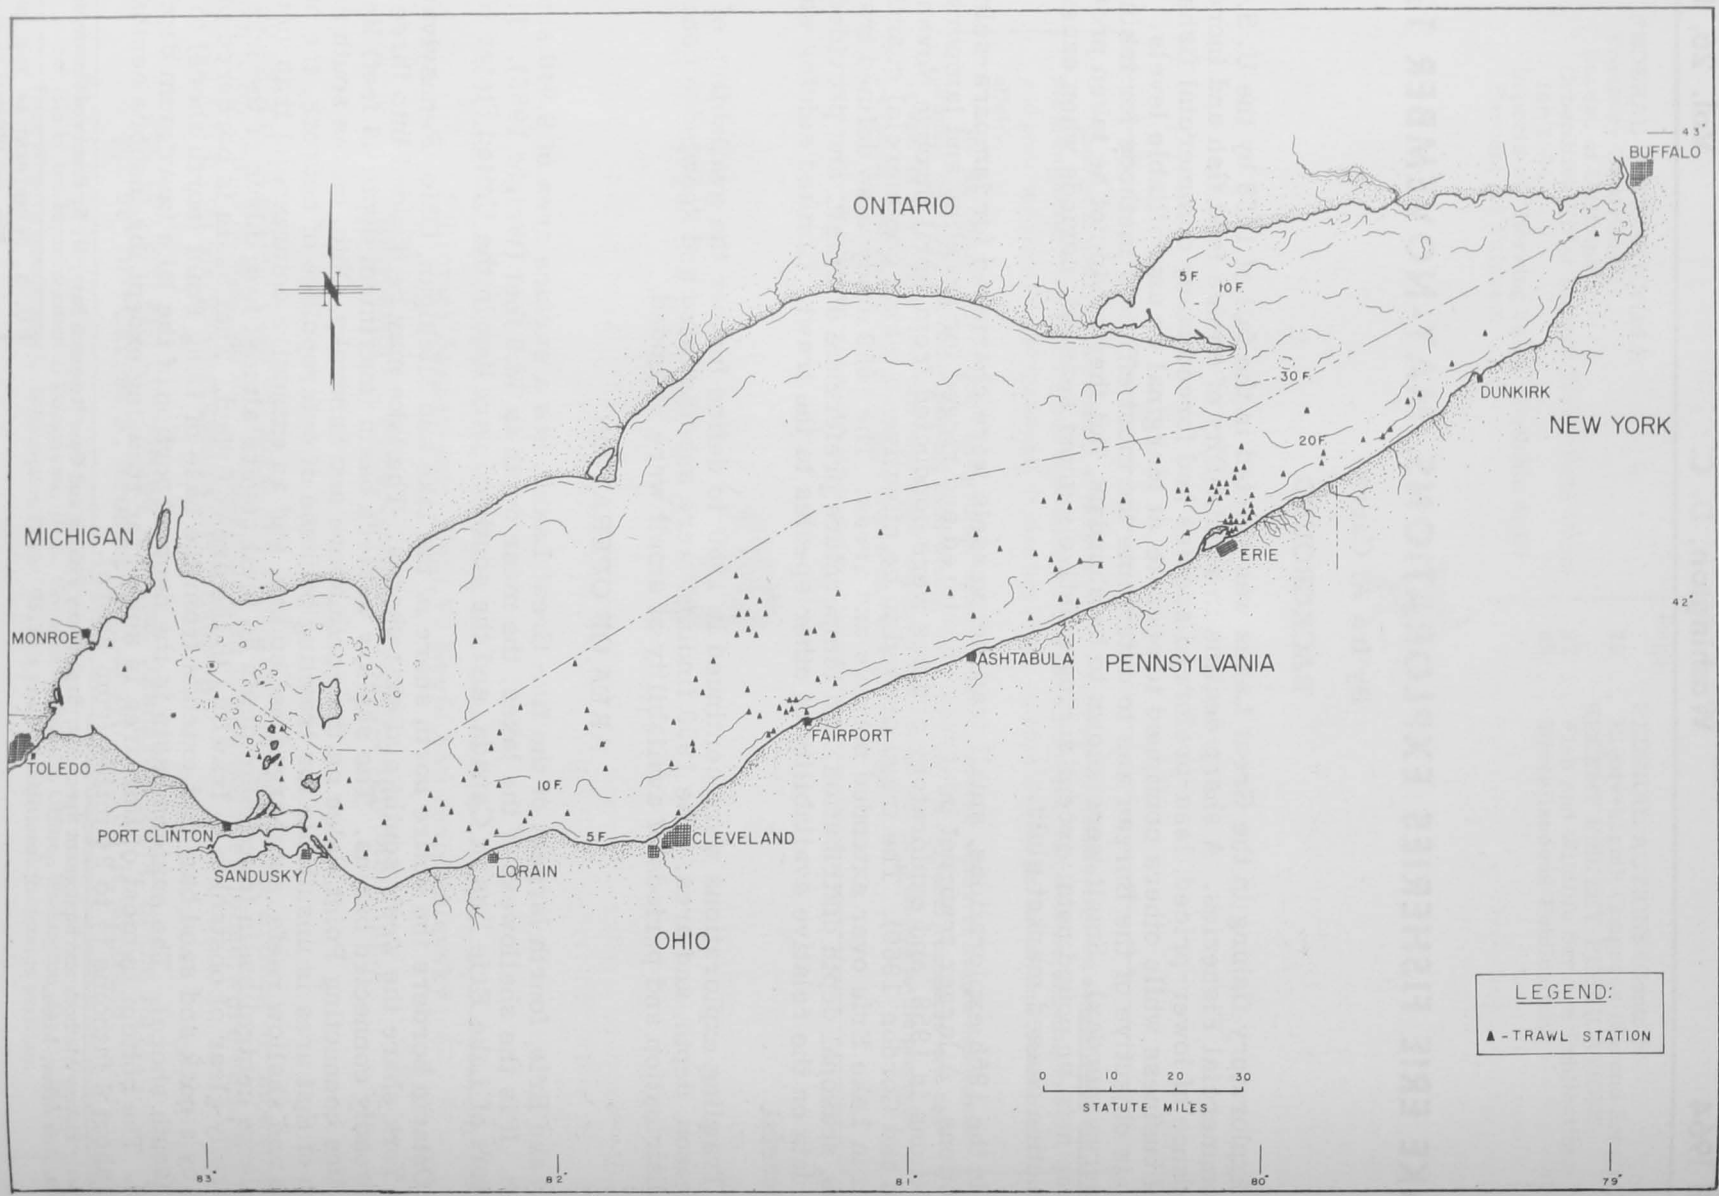 43°
BUFFALO
ONTARIO
5 F.
10 F.
N
30 F.
DUNKIRK
NEW YORK
20 F.
MICHIGAN
ERIE
42°
MONROE
ASHTABULA
PENNSYLVANIA
FAIRPORT
TOLEDO
10 F.
PORT CLINTON
5 F.
CLEVELAND
SANDUSKY
LORAIN
OHIO
LEGEND:
▲ - TRAWL STATION
0 10 20 30
STATUTE MILES
83° 82° 81° 80° 79°